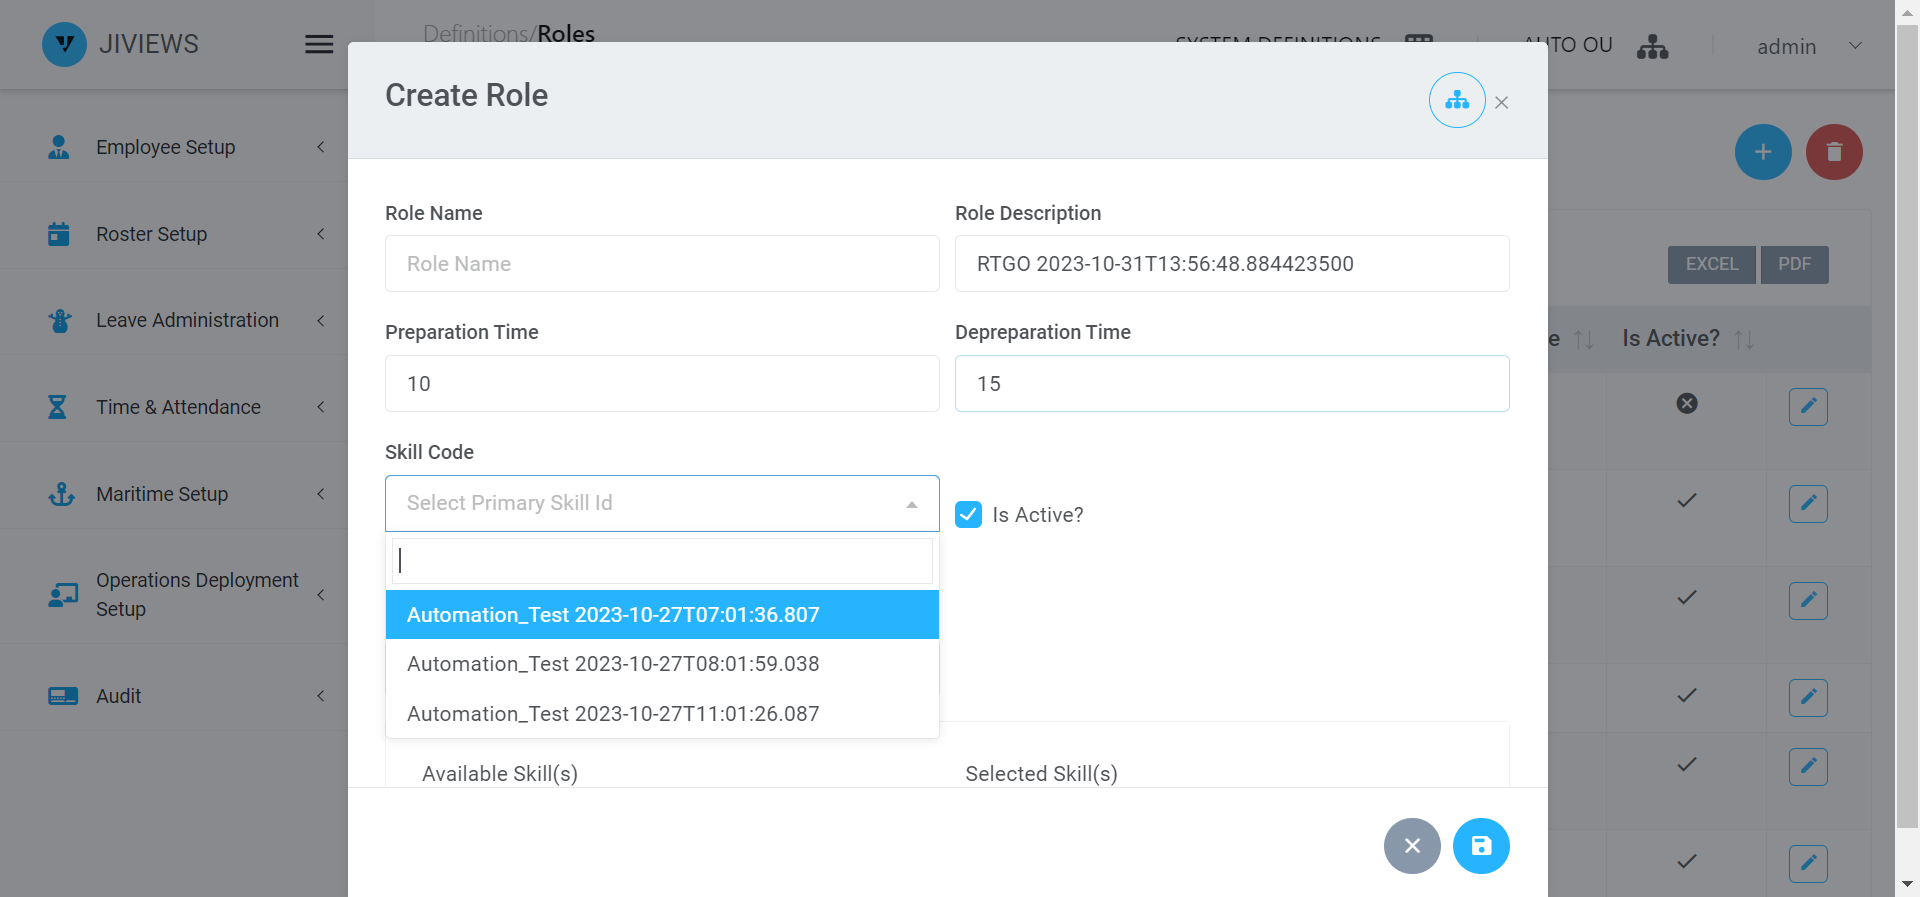 JIVIEWS
Definitions/Roles
SYSTEM DEFINITIONS
AUTO OU
admin
Create Role
Employee Setup
Roster Setup
Leave Administration
Time & Attendance
Maritime Setup
Operations Deployment
Setup
Audit
Role Name
Role Description
Role Name
RTGO 2023-10-31T13:56:48.884423500
Preparation Time
Depreparation Time
10
15
Skill Code
Select Primary Skill Id
Is Active?
Automation_Test 2023-10-27T07:01:36.807
Automation_Test 2023-10-27T08:01:59.038
Automation_Test 2023-10-27T11:01:26.087
Available Skill(s)
Selected Skill(s)
EXCEL
PDF
e
Is Active?